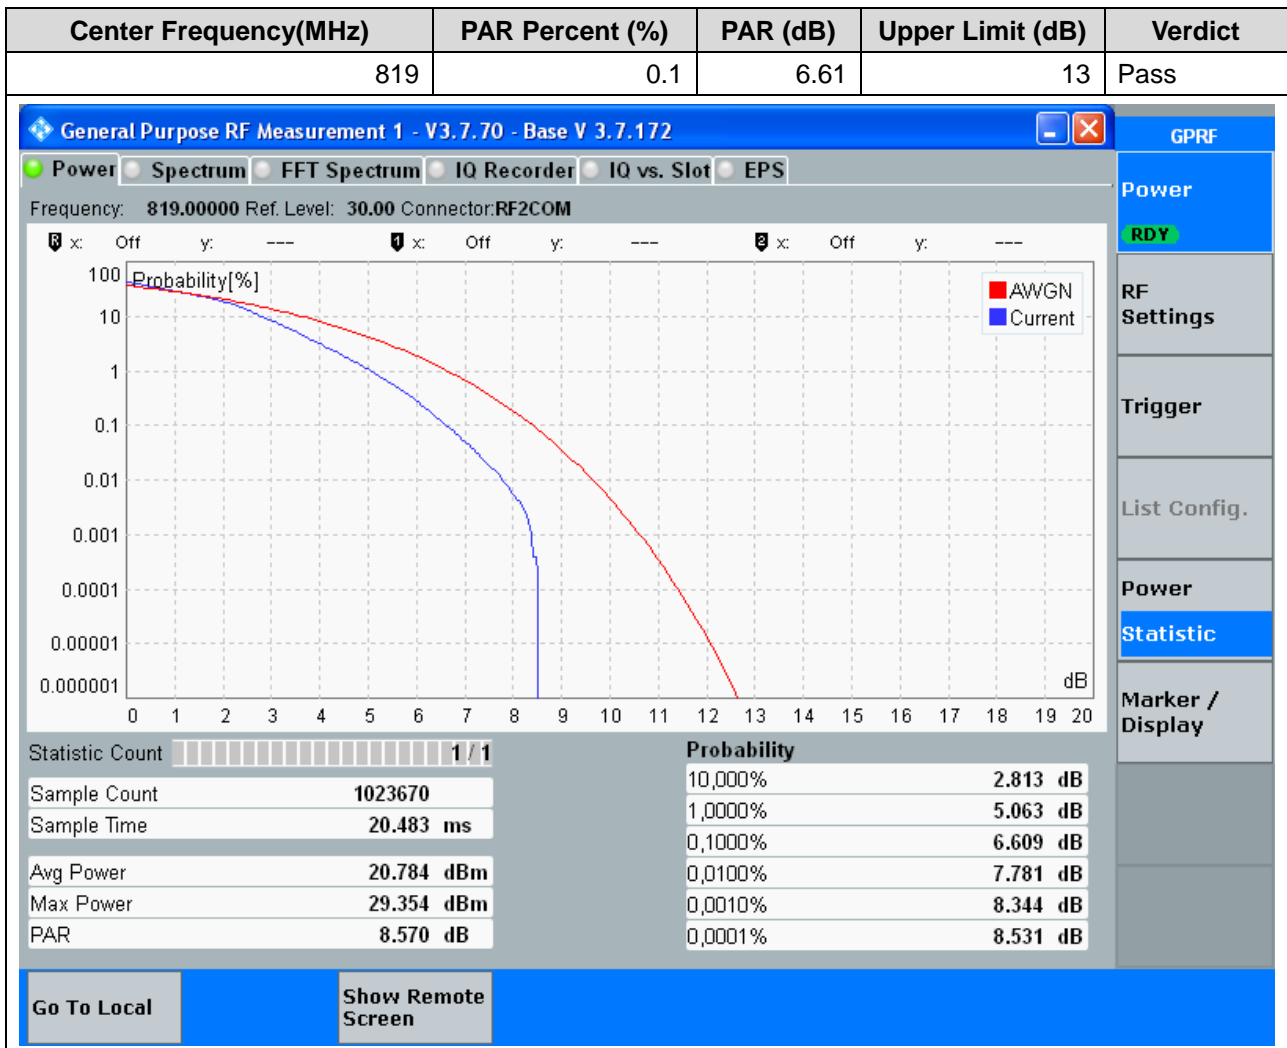 Center Frequency(MHz) PAR Percent (%) PAR (dB) Upper Limit (dB) Verdict
819 0.1 6.61 13 Pass
General Purpose RF Measurement 1 - V3.7.70 - Base V 3.7.172
GPRF
Power Spectrum FFT Spectrum IQ Recorder IQ vs. Slot EPS
Power
RDY
Frequency: 819.00000 Ref. Level: 30.00 Connector:RF2COM
R x: Off y: --- 1 x: Off y: --- 2 x: Off y: ---
Probability[%]
AWGN
Current
100
10
1
0.1
0.01
0.001
0.0001
0.00001
0.000001
dB
0 1 2 3 4 5 6 7 8 9 10 11 12 13 14 15 16 17 18 19 20
RF
Settings
Trigger
List Config.
Power
Statistic
Marker /
Display
Statistic Count 1 / 1
Sample Count 1023670
Sample Time 20.483 ms
Avg Power 20.784 dBm
Max Power 29.354 dBm
PAR 8.570 dB
Probability
10,000% 2.813 dB
1,0000% 5.063 dB
0,1000% 6.609 dB
0,0100% 7.781 dB
0,0010% 8.344 dB
0,0001% 8.531 dB
Go To Local
Show Remote
Screen